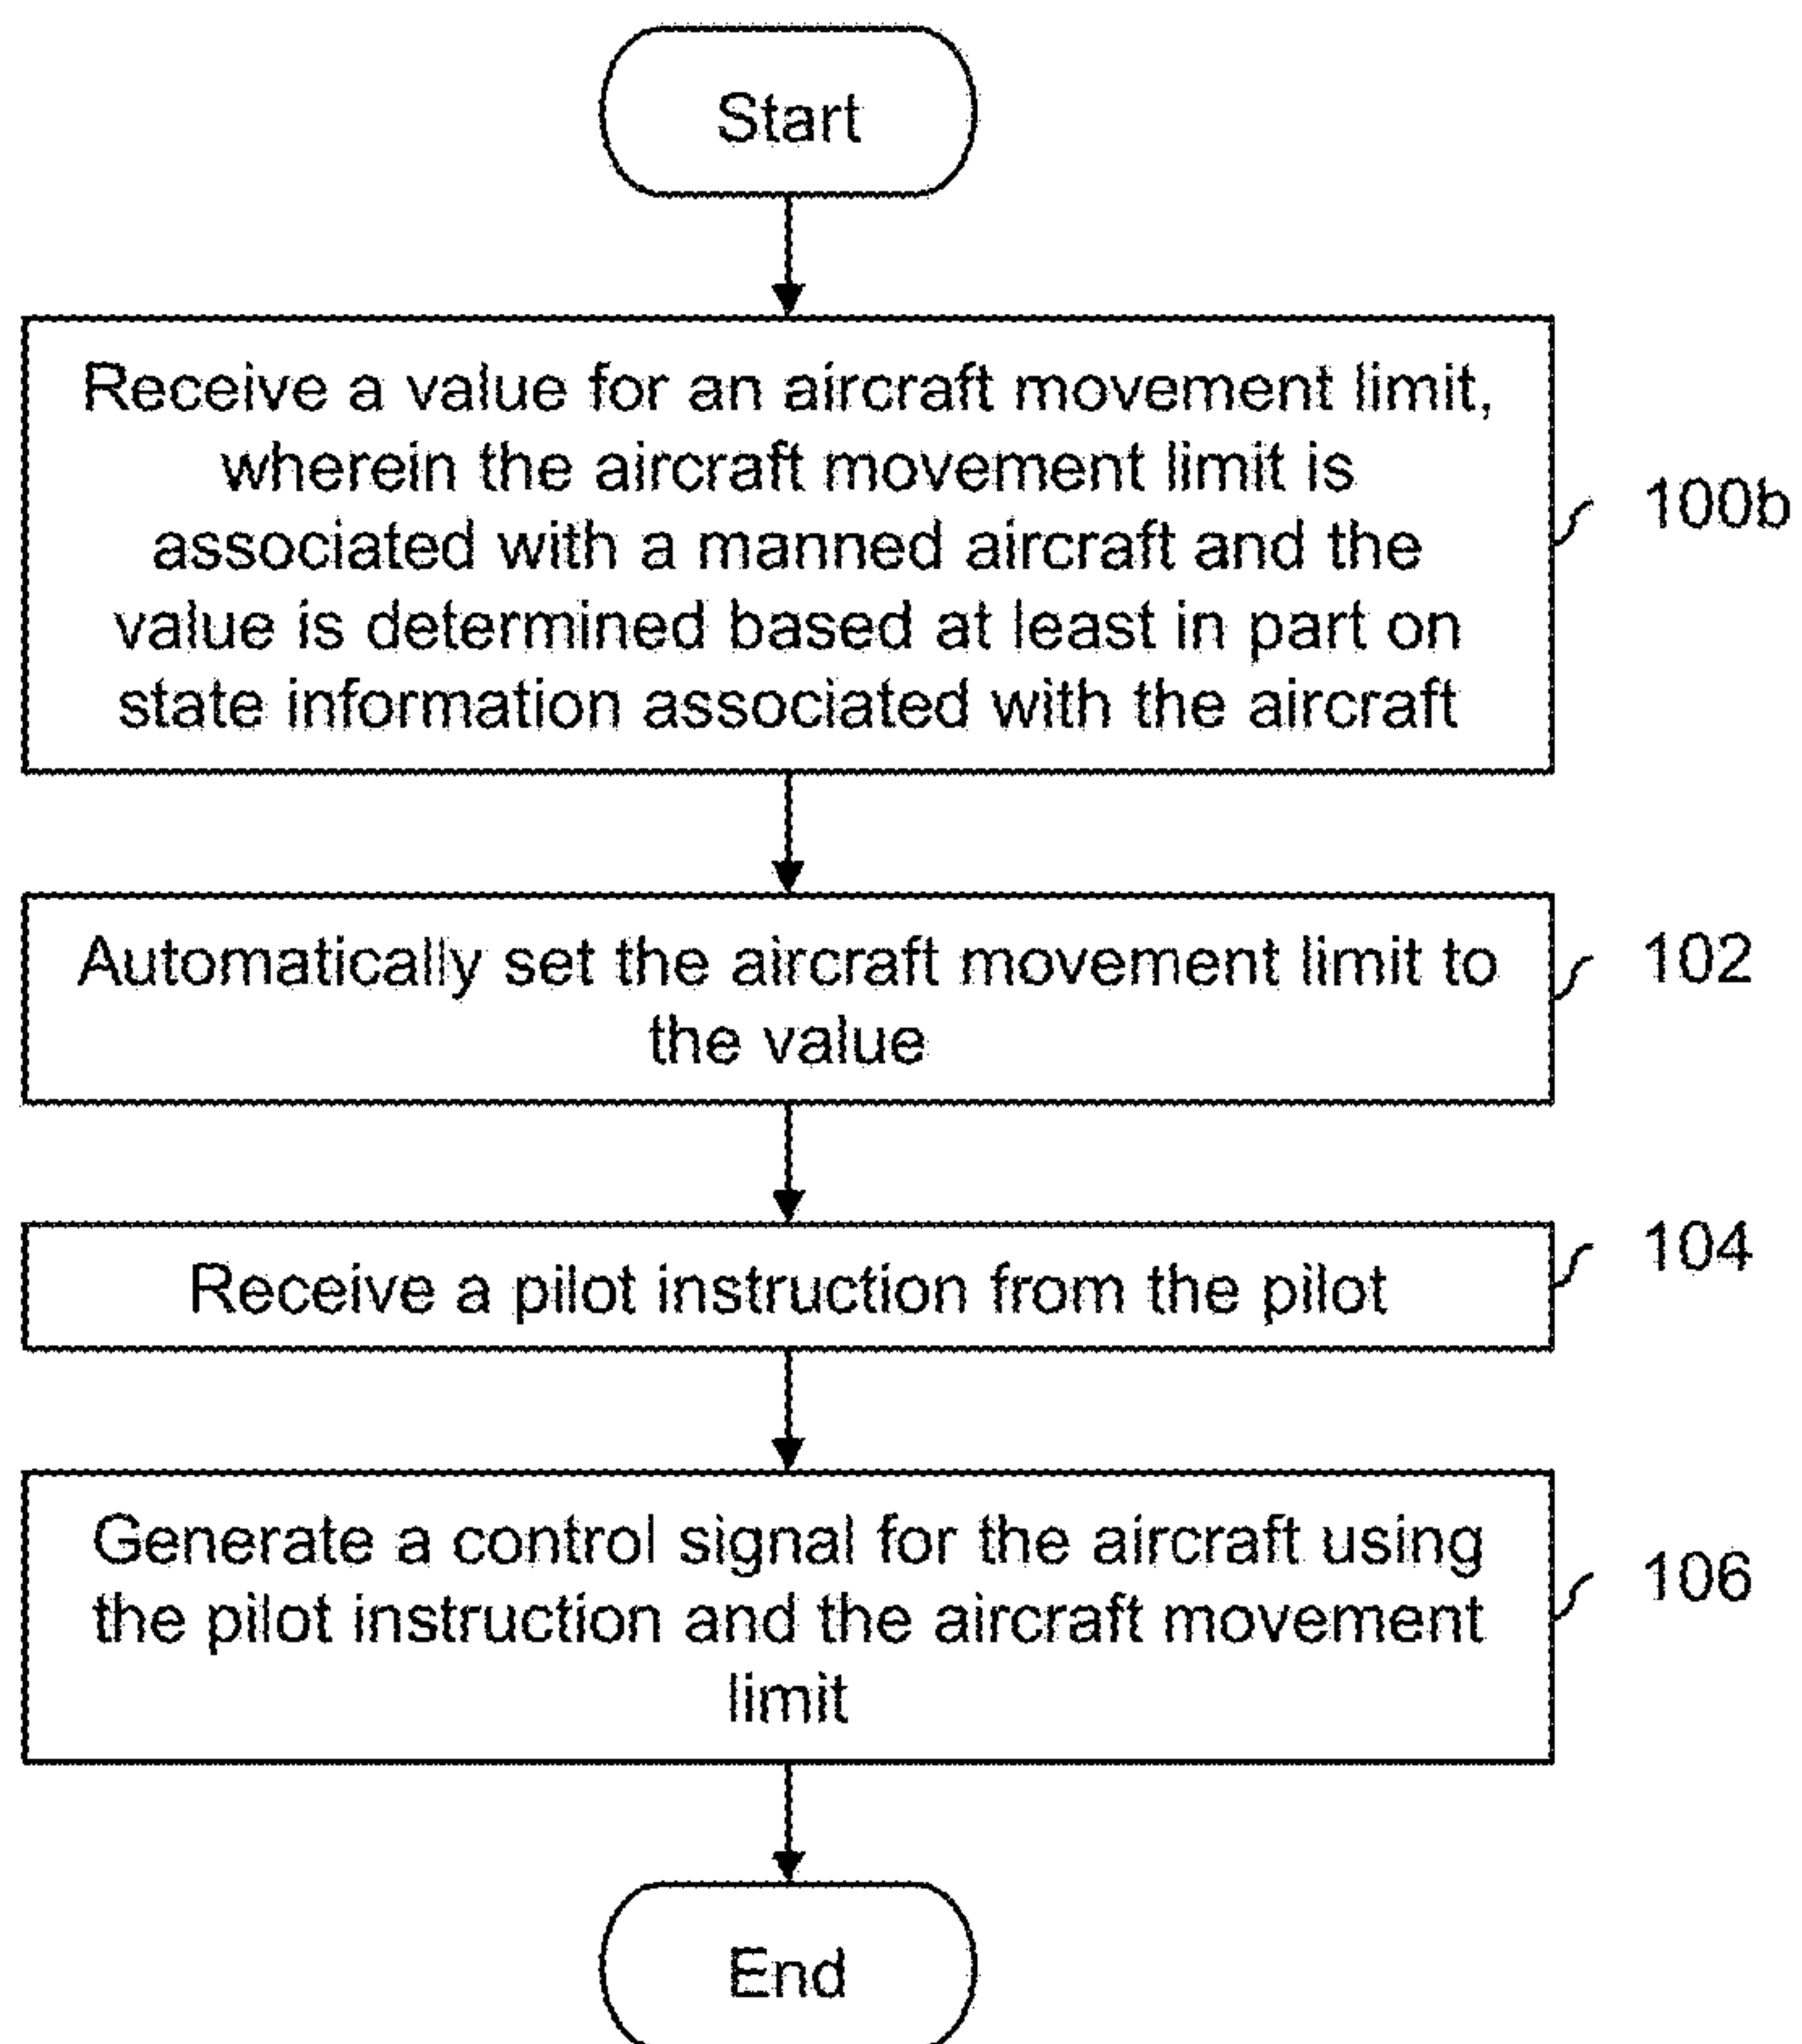 Start
Receive a value for an aircraft movement limit,
wherein the aircraft movement limit is
associated with a manned aircraft and the
value is determined based at least in part on
state information associated with the aircraft
100b
Automatically set the aircraft movement limit to
the value
102
Receive a pilot instruction from the pilot
104
Generate a control signal for the aircraft using
the pilot instruction and the aircraft movement
limit
106
End